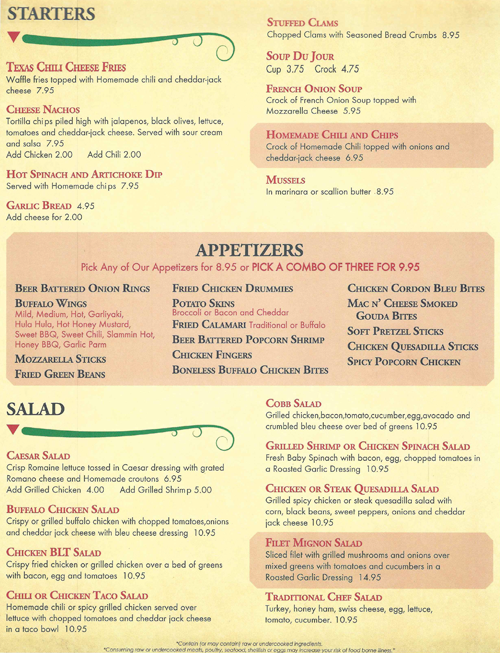 STARTERS
TEXAS CHILI CHEESE FRIES
Waffle fries topped with Homemade chili and cheddar-jack
cheese 7.95
CHEESE NACHOS
Tortilla chips piled high with jalapenos, black olives, lettuce,
tomatoes and cheddar-jack cheese. Served with sour cream
and salsa 7.95
Add Chicken 2.00 Add Chili 2.00
HOT SPINACH AND ARTICHOKE DIP
Served with Homemade chips 7.95
GARLIC BREAD 4.95
Add cheese for 2.00
STUFFED CLAMS
Chopped Clams with Seasoned Bread Crumbs 8.95
SOUP DU JOUR
Cup 3.75 Crock 4.75
FRENCH ONION SOUP
Crock of French Onion Soup topped with
Mozzarella Cheese 5.95
HOMEMADE CHILI AND CHIPS
Crock of Homemade Chili topped with onions and
cheddar-jack cheese 6.95
MUSSELS
In marinara or scallion butter 8.95
APPETIZERS
Pick Any of Our Appetizers for 8.95 or PICK A COMBO OF THREE FOR 9.95
BEER BATTERED ONION RINGS
BUFFALO WINGS
Mild, Medium, Hot, Garliyaki,
Hula Hula, Hot Honey Mustard,
Sweet BBQ, Sweet Chili, Slammin Hot,
Honey BBQ, Garlic Parm
MOZZARELLA STICKS
FRIED GREEN BEANS
FRIED CHICKEN DRUMMIES
POTATO SKINS
Broccoli or Bacon and Cheddar
FRIED CALAMARI Traditional or Buffalo
BEER BATTERED POPCORN SHRIMP
CHICKEN FINGERS
BONELESS BUFFALO CHICKEN BITES
CHICKEN CORDON BLEU BITES
MAC N' CHEESE SMOKED
GOUDA BITES
SOFT PRETZEL STICKS
CHICKEN QUESADILLA STICKS
SPICY POPCORN CHICKEN
SALAD
CAESAR SALAD
Crisp Romaine lettuce tossed in Caesar dressing with grated
Romano cheese and Homemade croutons 6.95
Add Grilled Chicken 4.00 Add Grilled Shrimp 5.00
BUFFALO CHICKEN SALAD
Crispy or grilled buffalo chicken with chopped tomatoes,onions
and cheddar jack cheese with bleu cheese dressing 10.95
CHICKEN BLT SALAD
Crispy fried chicken or grilled chicken over a bed of greens
with bacon, egg and tomatoes 10.95
CHILI OR CHICKEN TACO SALAD
Homemade chili or spicy grilled chicken served over
lettuce with chopped tomatoes and cheddar jack cheese
in a taco bowl 10.95
COBB SALAD
Grilled chicken,bacon,tomato,cucumber,egg,avocado and
crumbled bleu cheese over bed of greens 10.95
GRILLED SHRIMP OR CHICKEN SPINACH SALAD
Fresh Baby Spinach with bacon, egg, chopped tomatoes in
a Roasted Garlic Dressing 10.95
CHICKEN OR STEAK QUESADILLA SALAD
Grilled spicy chicken or steak quesadilla salad with
corn, black beans, sweet peppers, onions and cheddar
jack cheese 10.95
FILET MIGNON SALAD
Sliced filet with grilled mushrooms and onions over
mixed greens with tomatoes and cucumbers in a
Roasted Garlic Dressing 14.95
TRADITIONAL CHEF SALAD
Turkey, honey ham, swiss cheese, egg, lettuce,
tomato, cucumber. 10.95
*Contain (or may contain) raw or undercooked ingredients.
*Consuming raw or undercooked meats, poultry, seafood, shellfish or eggs may increase your risk of food borne illness.*